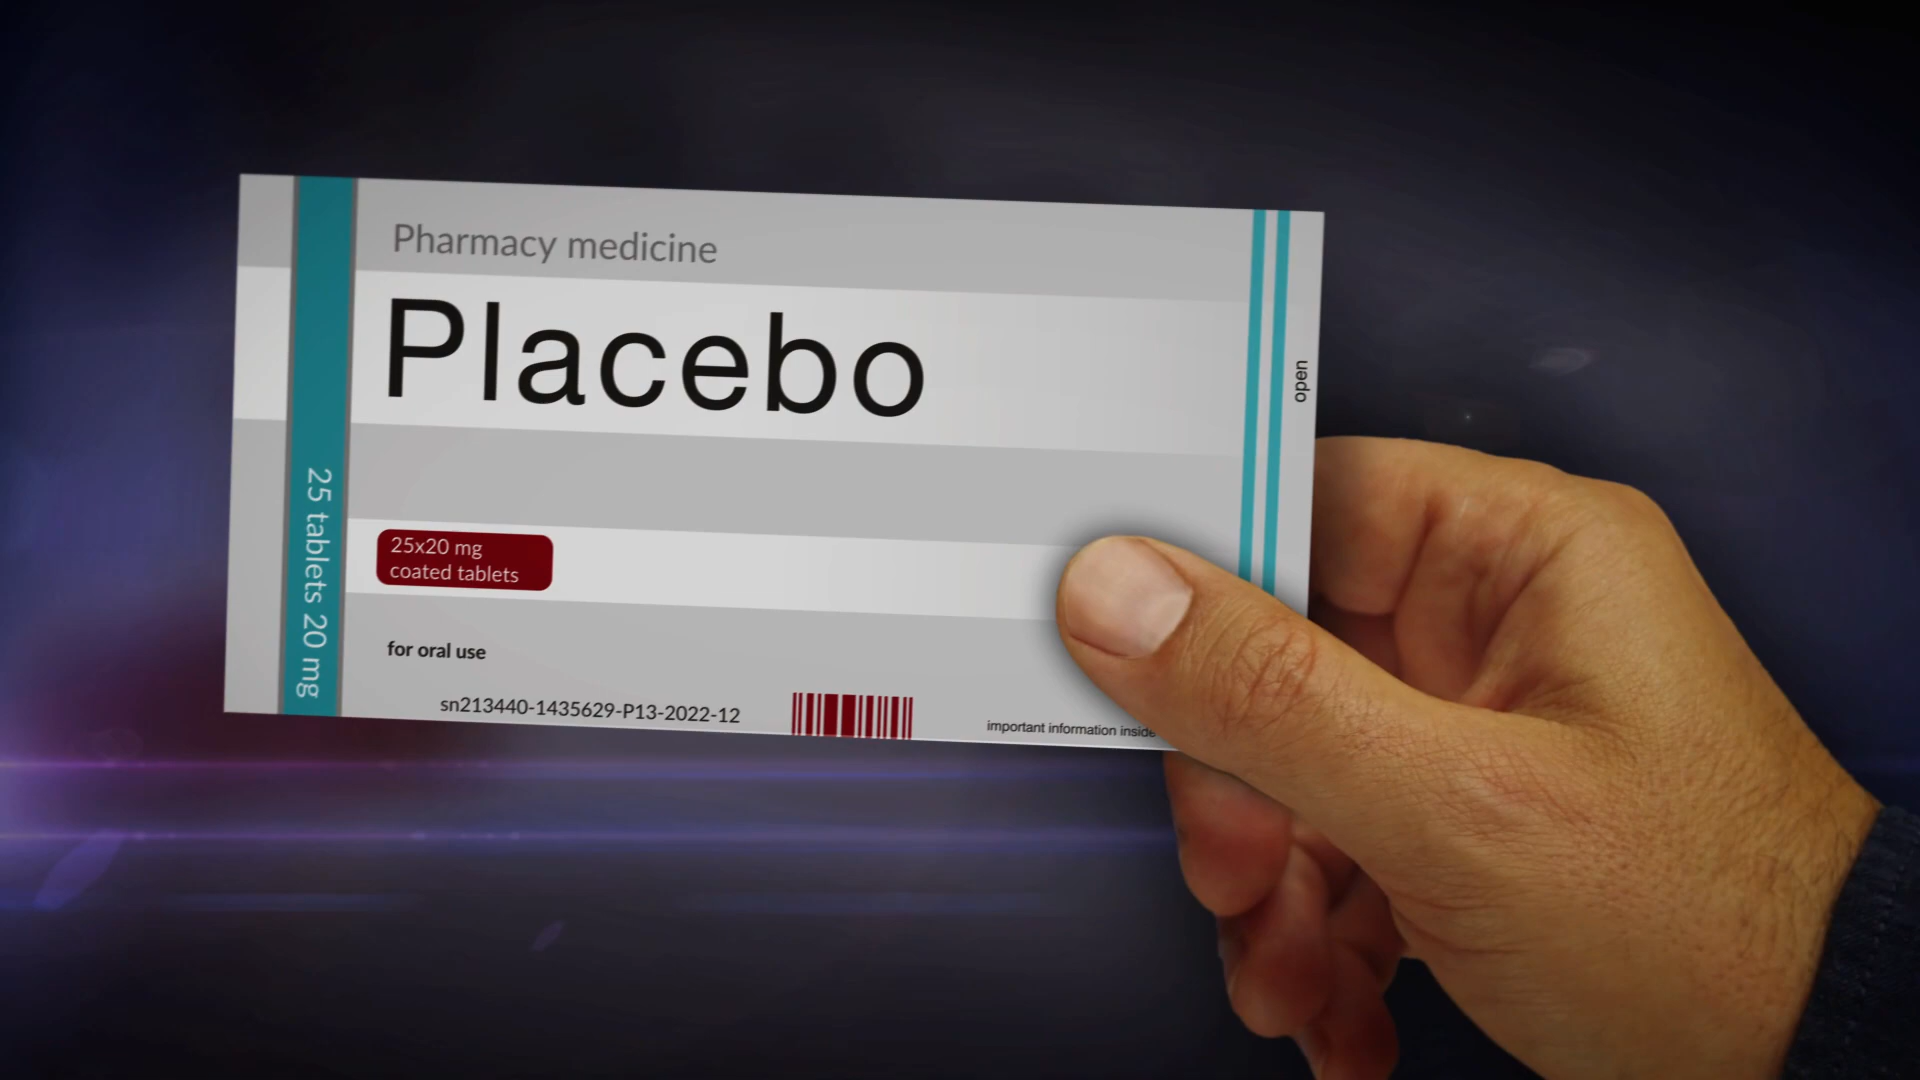 Pharmacy medicine
Placebo
25 tablets 20 mg
25x20 mg
coated tablets
for oral use
sn213440-1435629-P13-2022-12
important information inside
open